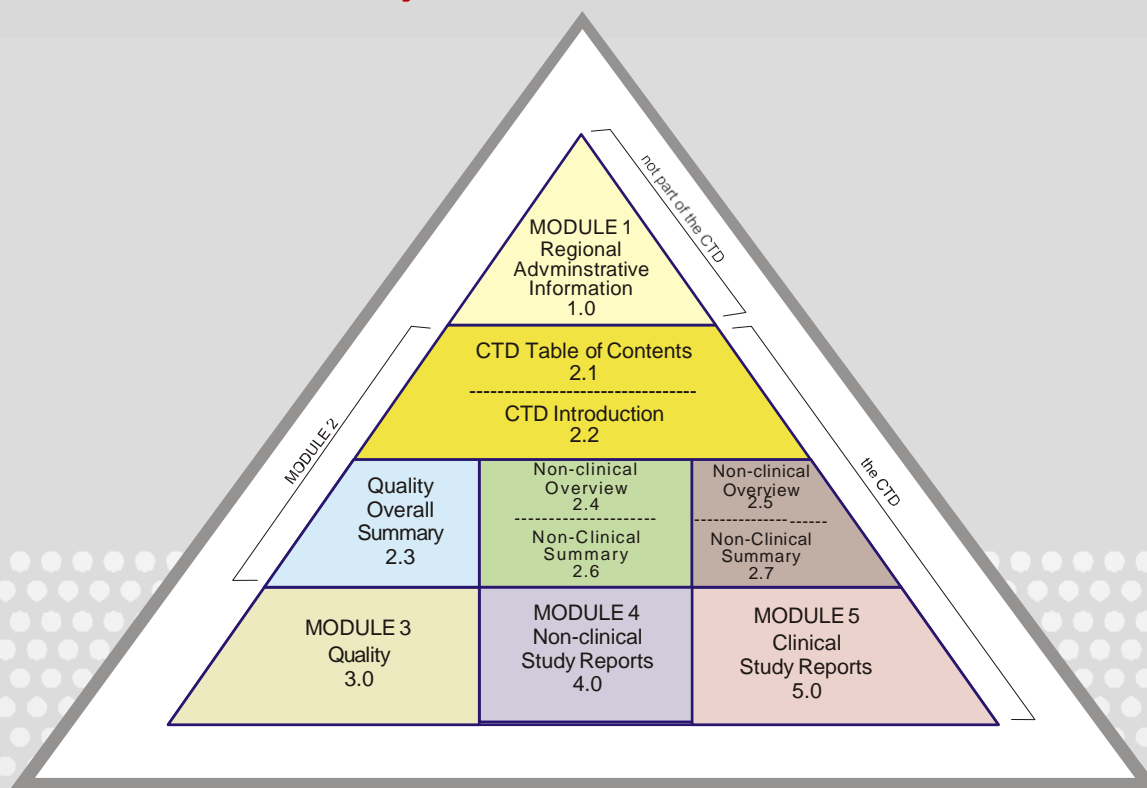 not part of the CTD
MODULE 1
Regional
Advminstrative
Information
1.0
MODULE 2
CTD Table of Contents
2.1
CTD Introduction
2.2
the CTD
Quality
Overall
Summary
2.3
Non-clinical
Overview
2.4
Non-Clinical
Summary
2.6
Non-clinical
Overview
2.5
Non-Clinical
Summary
2.7
MODULE 3
Quality
3.0
MODULE 4
Non-clinical
Study Reports
4.0
MODULE 5
Clinical
Study Reports
5.0